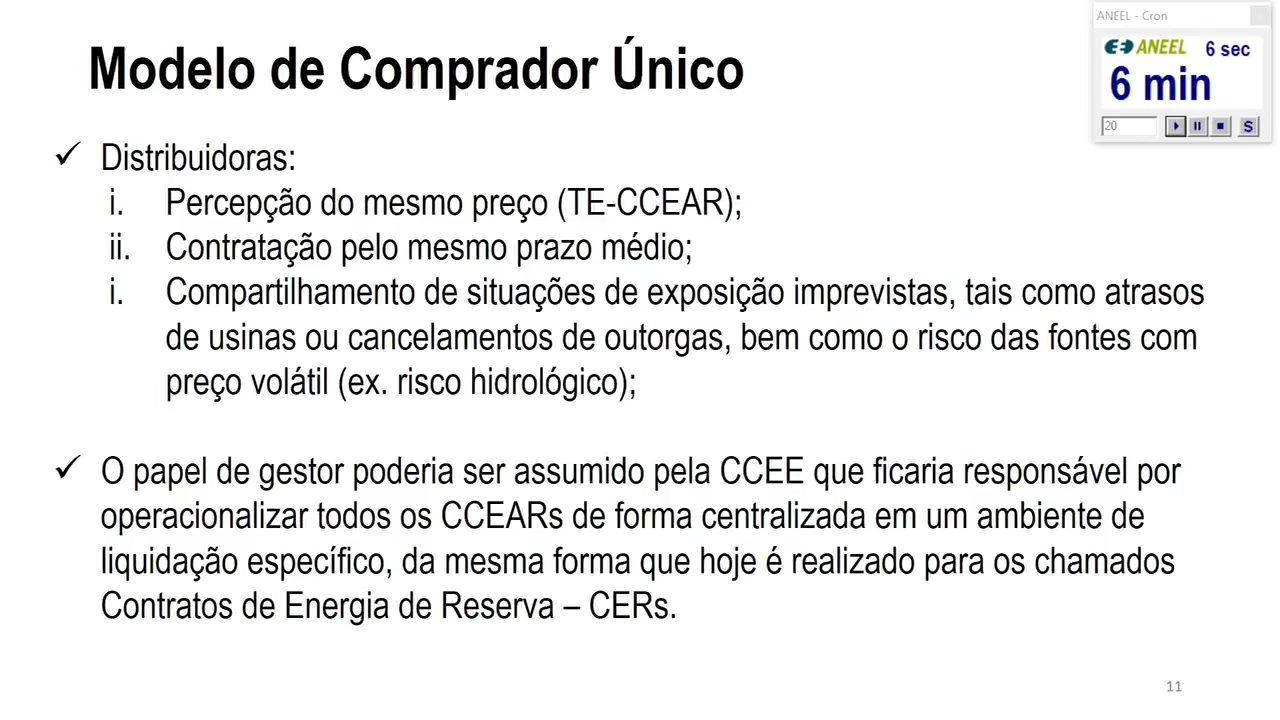 ANEEL - Cron
ANEEL 6 sec
6 min
20
S
Modelo de Comprador Único
✓ Distribuidoras:
i. Percepção do mesmo preço (TE-CCEAR);
ii. Contratação pelo mesmo prazo médio;
i. Compartilhamento de situações de exposição imprevistas, tais como atrasos
de usinas ou cancelamentos de outorgas, bem como o risco das fontes com
preço volátil (ex. risco hidrológico);
✓ O papel de gestor poderia ser assumido pela CCEE que ficaria responsável por
operacionalizar todos os CCEARs de forma centralizada em um ambiente de
liquidação específico, da mesma forma que hoje é realizado para os chamados
Contratos de Energia de Reserva – CERs.
11